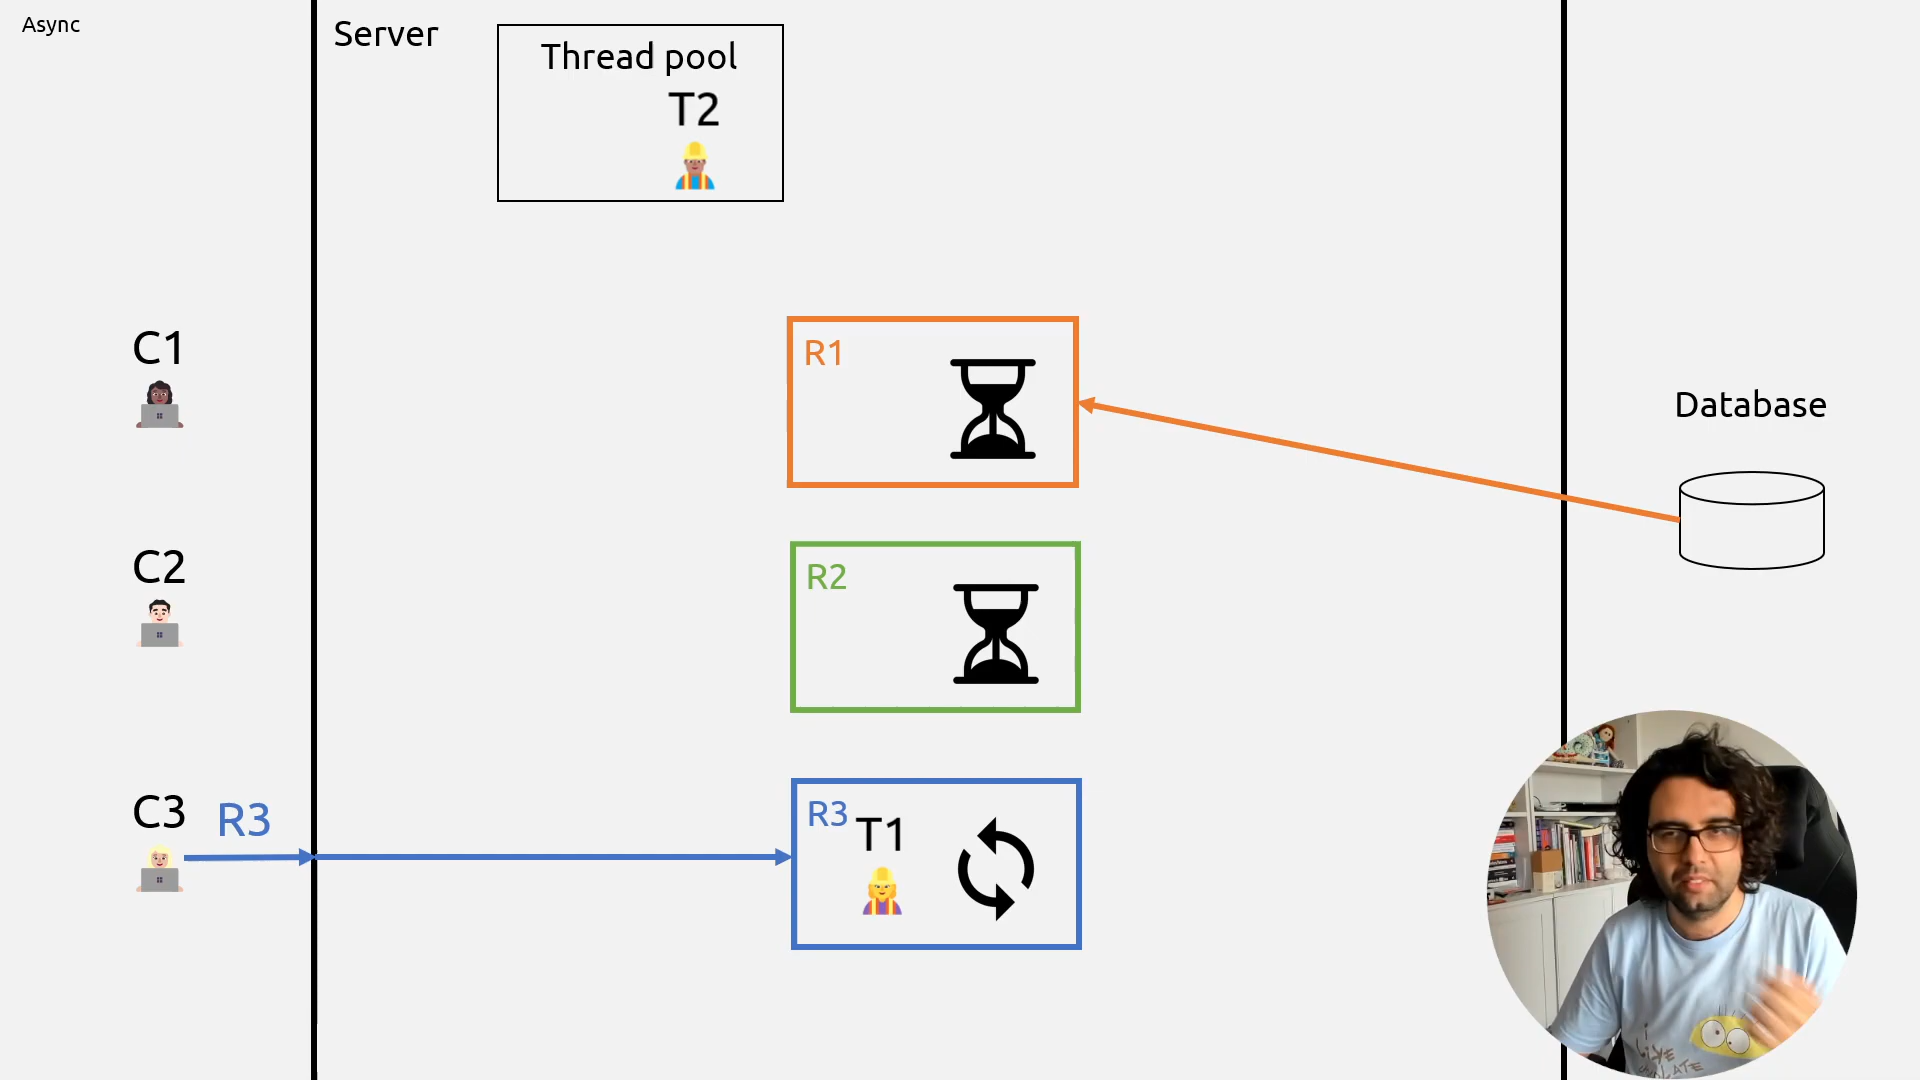 Async
Server
Thread pool
T2
C1
R1
Database
C2
R2
C3
R3
R3
T1